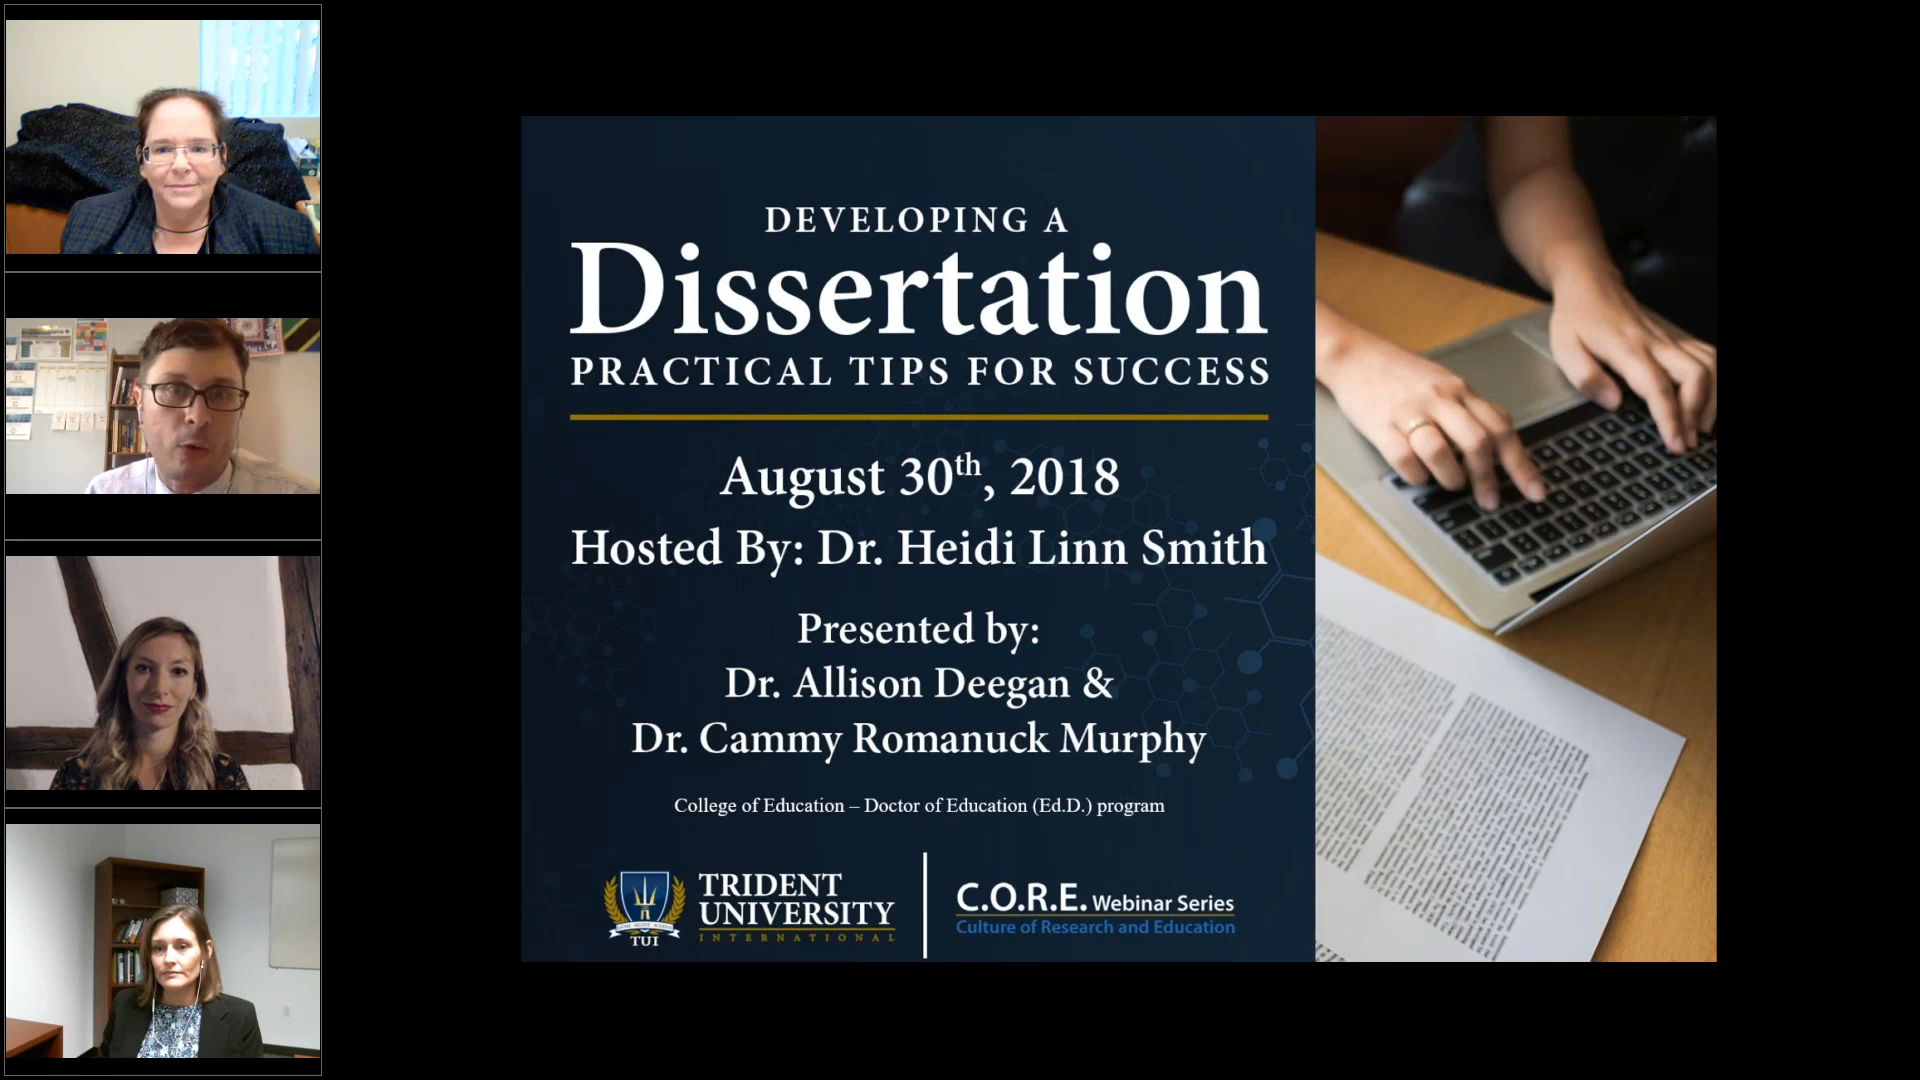 DEVELOPING A
Dissertation
PRACTICAL TIPS FOR SUCCESS
August 30th, 2018
Hosted By: Dr. Heidi Linn Smith
Presented by:
Dr. Allison Deegan &
Dr. Cammy Romanuck Murphy
College of Education – Doctor of Education (Ed.D.) program
TUI
TRIDENT
UNIVERSITY
INTERNATIONAL
C.O.R.E. Webinar Series
Culture of Research and Education